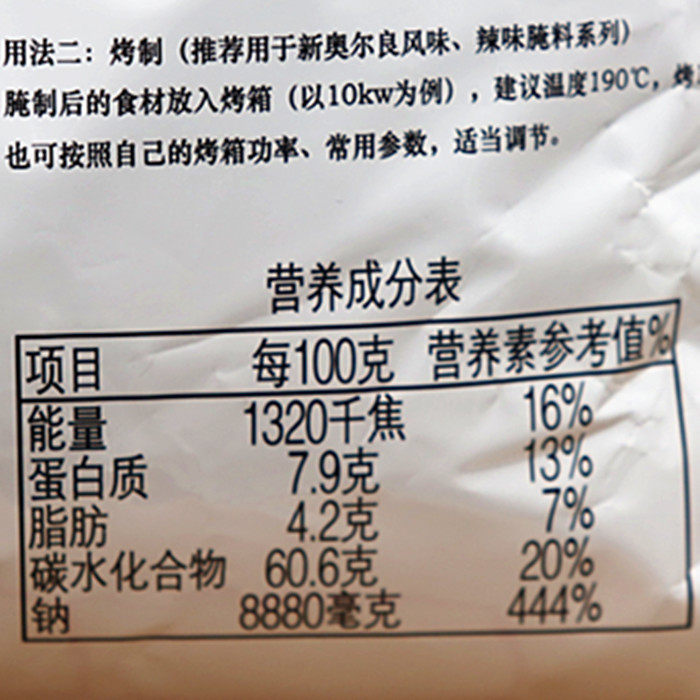 用法二：烤制（推荐用于新奥尔良风味、辣味腌料系列）
腌制后的食材放入烤箱（以10kw为例），建议温度190℃，烤
也可按照自己的烤箱功率、常用参数，适当调节。
营养成分表
项目 每100克 营养素参考值%
能量 1320千焦 16%
蛋白质 7.9克 13%
脂肪 4.2克 7%
碳水化合物 60.6克 20%
钠 8880毫克 444%